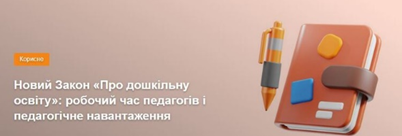 Корисно
Новий Закон «Про дошкільну
освіту»: робочий час педагогів і
педагогічне навантаження